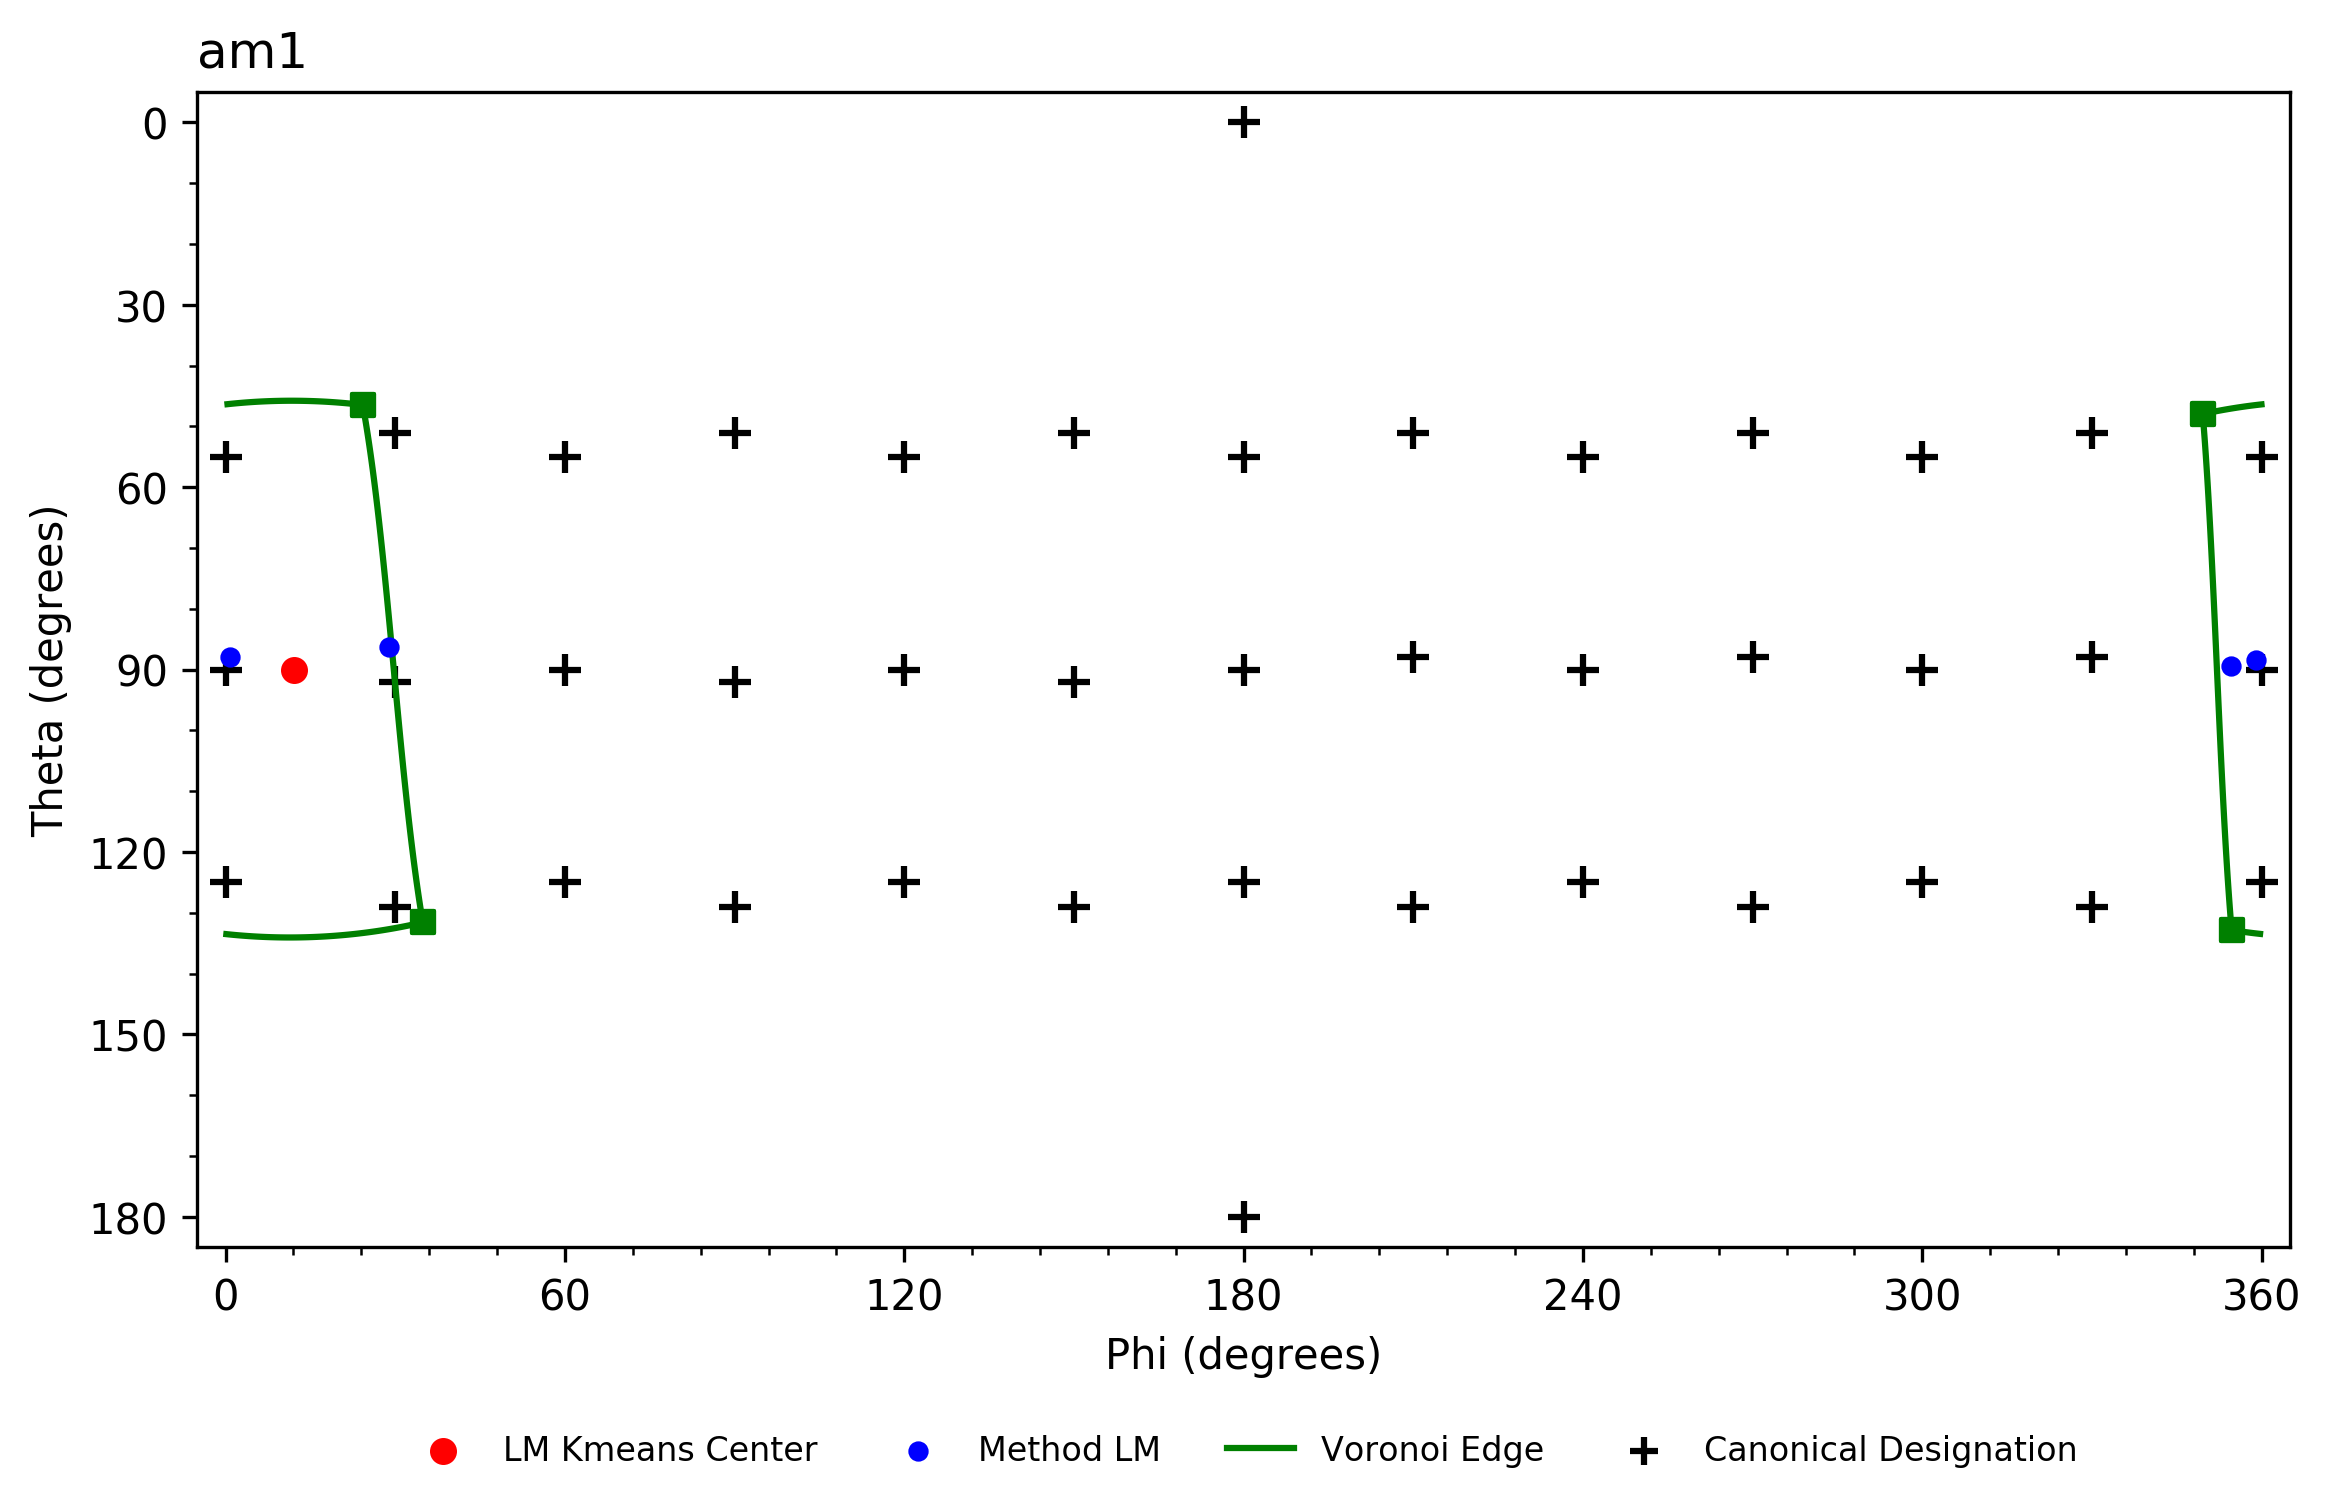 am1
0
30
60
90
120
150
180
Theta (degrees)
0 60 120 180 240 300 360
Phi (degrees)
LM Kmeans Center Method LM Voronoi Edge Canonical Designation